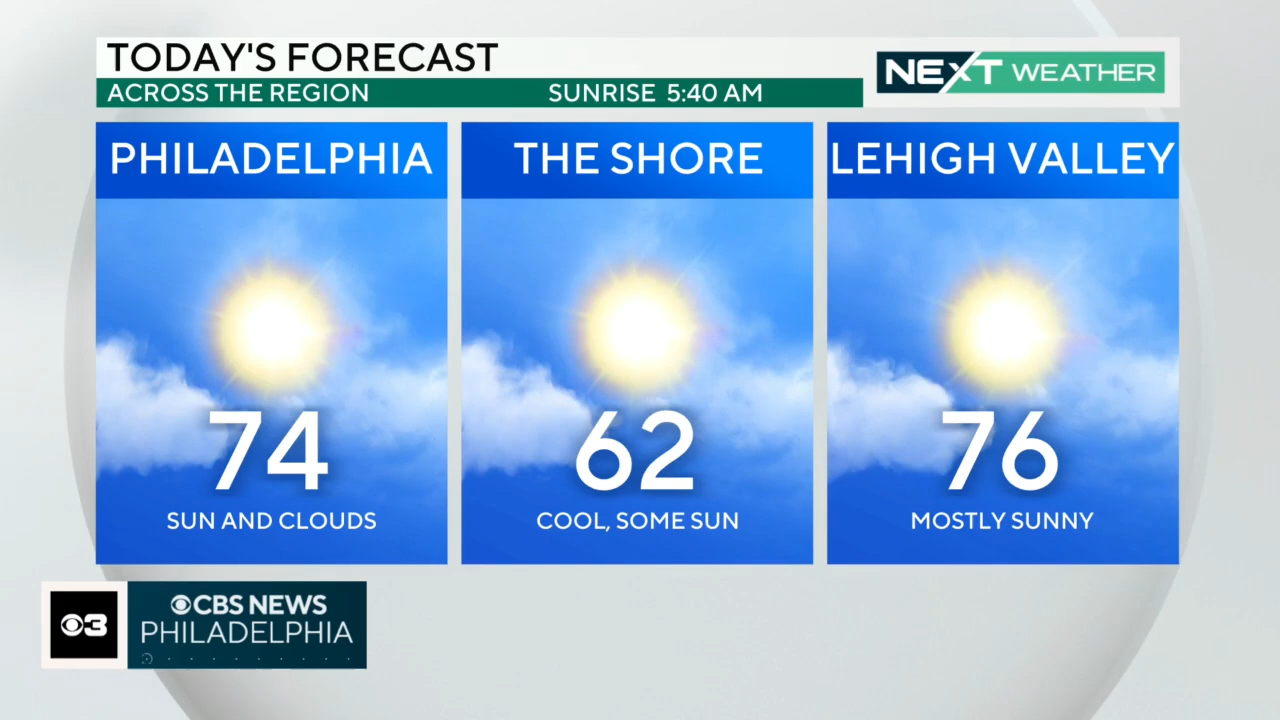 TODAY'S FORECAST
ACROSS THE REGION SUNRISE 5:40 AM
NEXT WEATHER
PHILADELPHIA
74
SUN AND CLOUDS
THE SHORE
62
COOL, SOME SUN
LEHIGH VALLEY
76
MOSTLY SUNNY
3
CBS NEWS
PHILADELPHIA